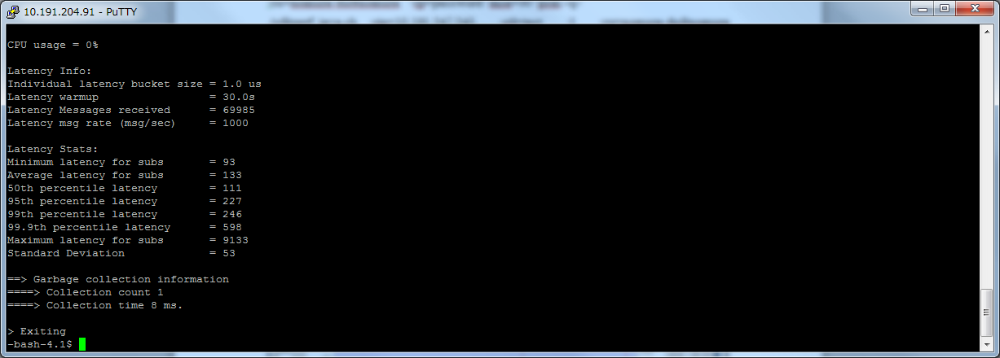 10.191.204.91 - PuTTY
CPU usage = 0%
Latency Info:
Individual latency bucket size = 1.0 us
Latency warmup                 = 30.0s
Latency Messages received      = 69985
Latency msg rate (msg/sec)     = 1000
Latency Stats:
Minimum latency for subs       = 93
Average latency for subs       = 133
50th percentile latency        = 111
95th percentile latency        = 227
99th percentile latency        = 246
99.9th percentile latency      = 598
Maximum latency for subs       = 9133
Standard Deviation             = 53
==> Garbage collection information
====> Collection count 1
====> Collection time 8 ms.
> Exiting
-bash-4.1$